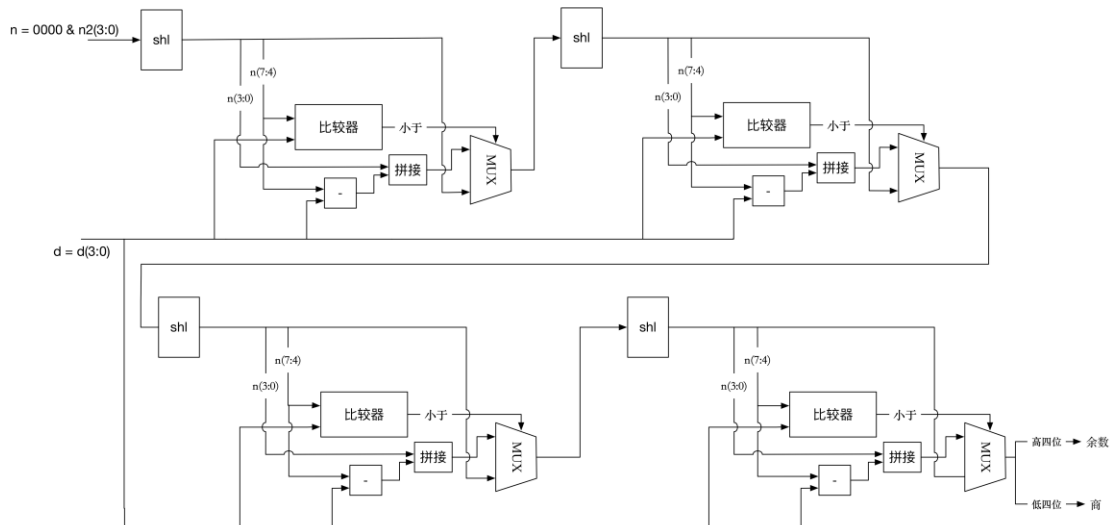 n = 0000 & n2(3:0)
shl
n(7:4)
n(3:0)
比较器
小于
拼接
-
MUX
shl
n(7:4)
n(3:0)
比较器
小于
拼接
-
MUX
d = d(3:0)
shl
n(7:4)
n(3:0)
比较器
小于
拼接
-
MUX
shl
n(7:4)
n(3:0)
比较器
小于
拼接
-
MUX
高四位
余数
低四位
商